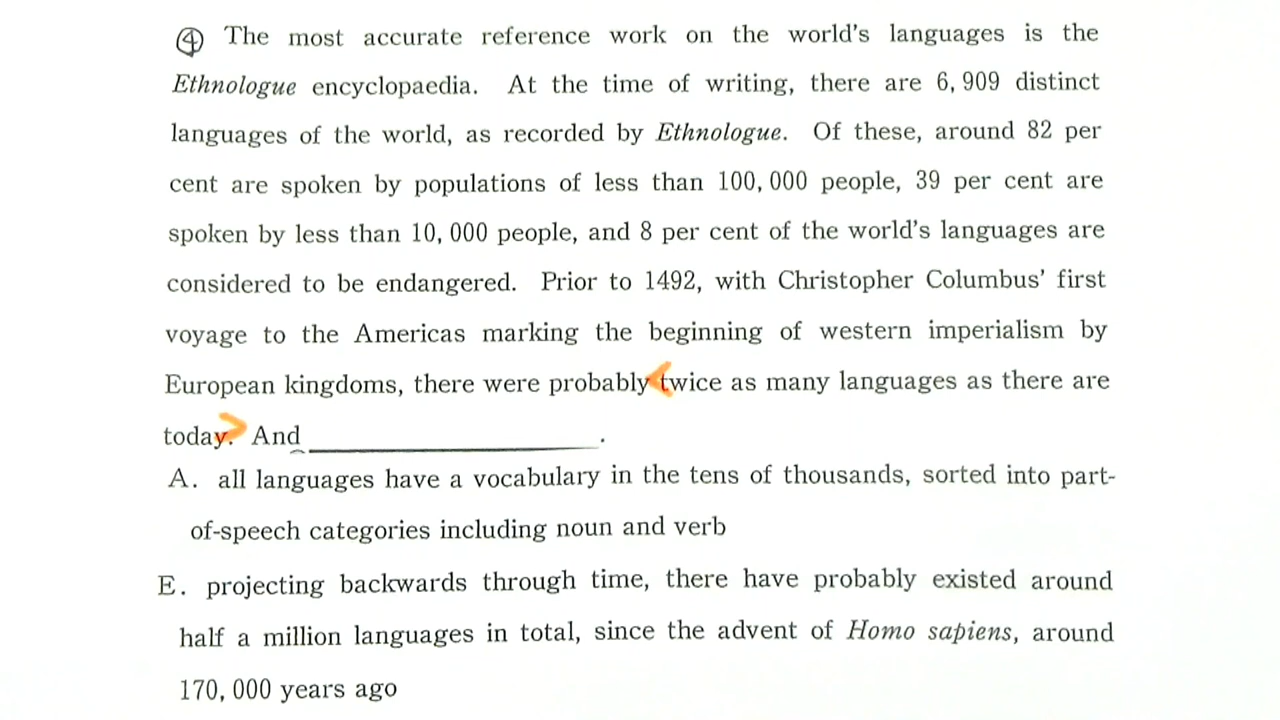 ④ The most accurate reference work on the world's languages is the
Ethnologue encyclopaedia. At the time of writing, there are 6,909 distinct
languages of the world, as recorded by Ethnologue. Of these, around 82 per
cent are spoken by populations of less than 100,000 people, 39 per cent are
spoken by less than 10,000 people, and 8 per cent of the world's languages are
considered to be endangered. Prior to 1492, with Christopher Columbus' first
voyage to the Americas marking the beginning of western imperialism by
European kingdoms, there were probably <twice as many languages as there are
today.> And ____________.
A. all languages have a vocabulary in the tens of thousands, sorted into part-
of-speech categories including noun and verb
E. projecting backwards through time, there have probably existed around
half a million languages in total, since the advent of Homo sapiens, around
170,000 years ago